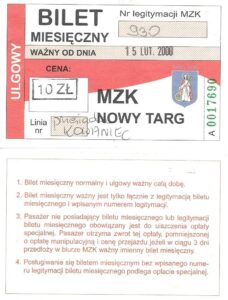 BILET
MIESIĘCZNY
Nr legitymacji MZK
930
ULGOWY
WAŻNY OD DNIA
15 LUT. 2000
CENA:
10 ZŁ
MZK
NOWY TARG
Linia
nr
KOWANIEC
A 0017690
1. Bilet miesięczny normalny i ulgowy ważny całą dobę.
2. Bilet miesięczny ważny jest tylko łącznie z legitymacją biletu
miesięcznego i wpisanym numerem legitymacji.
3. Pasażer nie posiadający biletu miesięcznego lub legitymacji
biletu miesięcznego obowiązany jest do uiszczenia opłaty
specjalnej. Pasażer otrzyma zwrot tej opłaty, pomniejszonej
o opłatę manipulacyjną i cenę przejazdu jeżeli w ciągu 3 dni
przedłoży w biurze MZK ważny imienny bilet miesięczny.
4. Posługiwanie się biletem miesięcznym bez wpisanego nume-
ru legitymacji biletu miesięcznego podlega opłacie specjalnej.